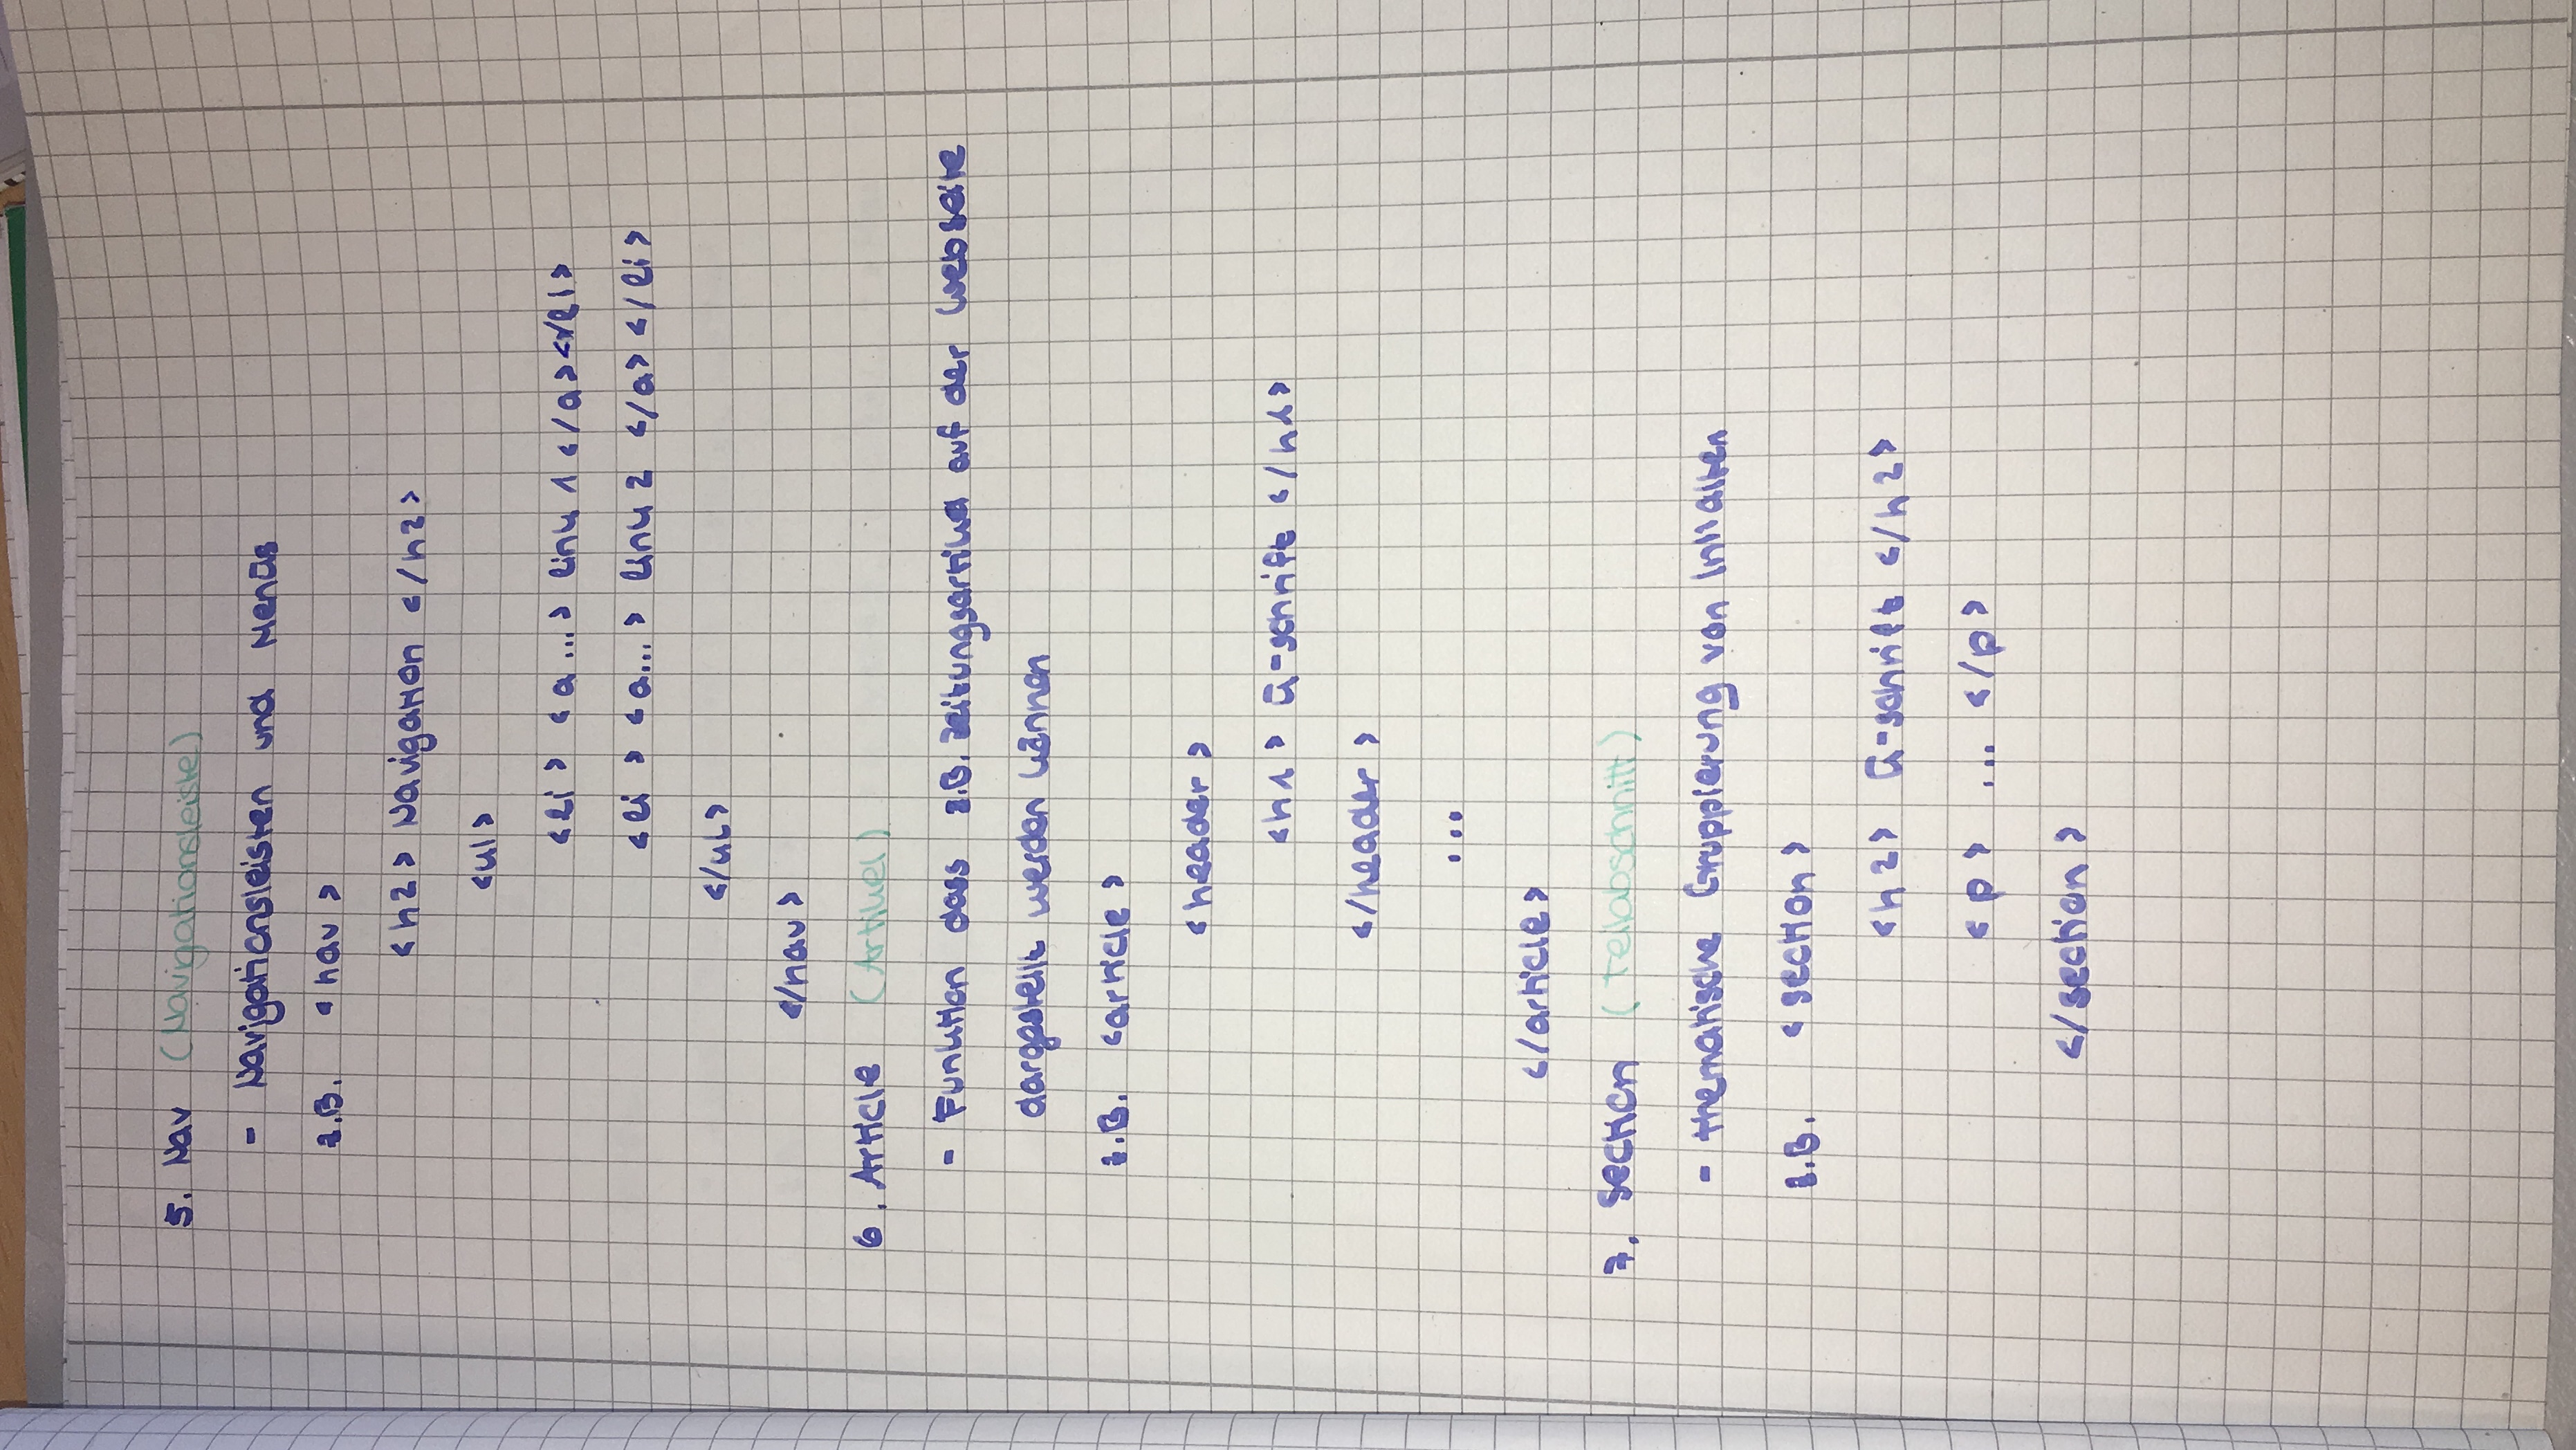 5. Nav (Navigationsleiste)
- Navigationsleisten und Menüs
z.B. <nav>
<h2> Navigation </h2>
<ul>
<li> <a...> link 1 </a></li>
<li> <a...> link 2 </a> </li>
</ul>
</nav>
6. Article (Artikel)
- Funktion dass z.B. Zeitungsartikel auf der Webseite
dargestellt werden können
z.B. <article>
<header>
<h1> Ü-schrift </h1>
</header>
...
</article>
7. Section (Teilabschnitt)
- thematische Gruppierung von Inhalten
z.B. <section>
<h2> Ü-schrift </h2>
<p> ... </p>
</section>